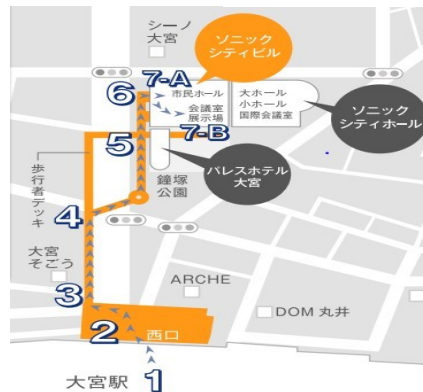 シーノ
大宮
ソニック
シティビル
7-A
6
市民ホール
会議室
展示場
大ホール
小ホール
国際会議室
ソニック
シティホール
7-B
5
歩行者デッキ
鐘塚
公園
パレスホテル
大宮
4
大宮
そごう
3
ARCHE
DOM 丸井
2
西口
大宮駅
1